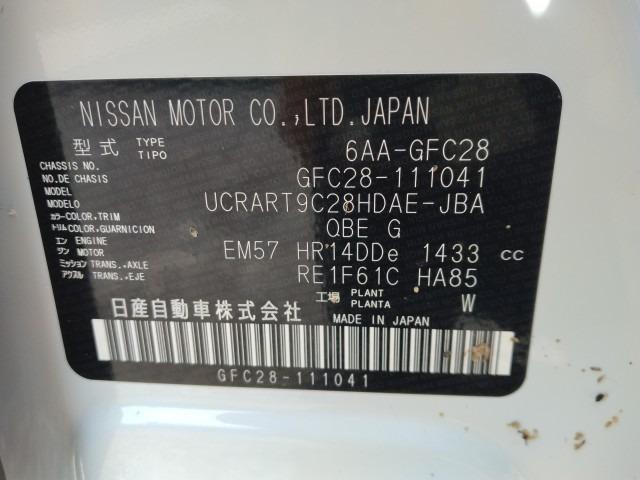 NISSAN MOTOR CO.,LTD.JAPAN
型式 TYPE TIPO 6AA-GFC28
CHASSIS NO.
NO.DE CHASIS GFC28-111041
MODEL
MODELO UCRART9C28HDAE-JBA
カラー COLOR,TRIM
トリム COLOR,GUARNICION QBE G
エン ENGINE
ジン MOTOR EM57 HR14DDe 1433 cc
ミッション TRANS.,AXLE
アクスル TRANS.,EJE RE1F61C HA85
工場 PLANT PLANTA W
日産自動車株式会社 MADE IN JAPAN
GFC28-111041